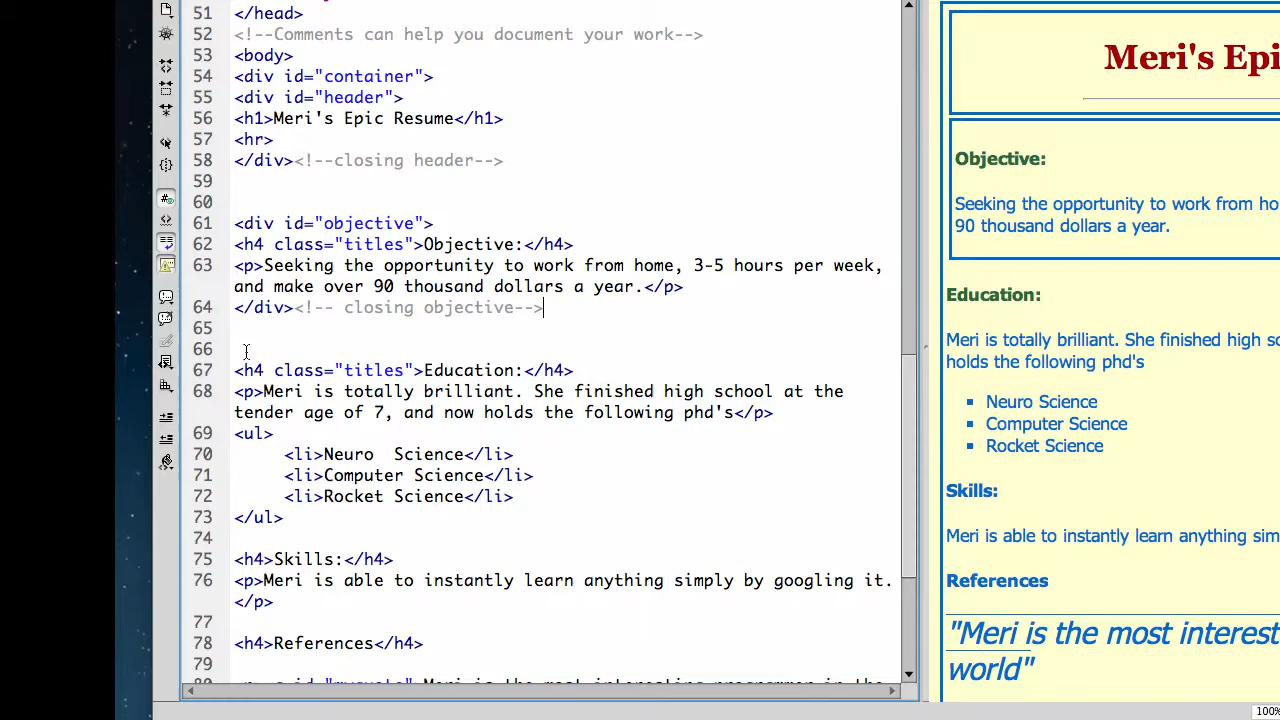 51 </head>
52 <!--Comments can help you document your work-->
53 <body>
54 <div id="container">
55 <div id="header">
56 <h1>Meri's Epic Resume</h1>
57 <hr>
58 </div><!--closing header-->
59
60
61 <div id="objective">
62 <h4 class="titles">Objective:</h4>
63 <p>Seeking the opportunity to work from home, 3-5 hours per week,
and make over 90 thousand dollars a year.</p>
64 </div><!-- closing objective-->
65
66
67 <h4 class="titles">Education:</h4>
68 <p>Meri is totally brilliant. She finished high school at the
tender age of 7, and now holds the following phd's</p>
69 <ul>
70 <li>Neuro  Science</li>
71 <li>Computer Science</li>
72 <li>Rocket Science</li>
73 </ul>
74
75 <h4>Skills:</h4>
76 <p>Meri is able to instantly learn anything simply by googling it.
</p>
77
78 <h4>References</h4>
79
Meri's Epi
Objective:
Seeking the opportunity to work from ho
90 thousand dollars a year.
Education:
Meri is totally brilliant. She finished high sc
holds the following phd's
Neuro Science
Computer Science
Rocket Science
Skills:
Meri is able to instantly learn anything sim
References
"Meri is the most interest
world"
100%